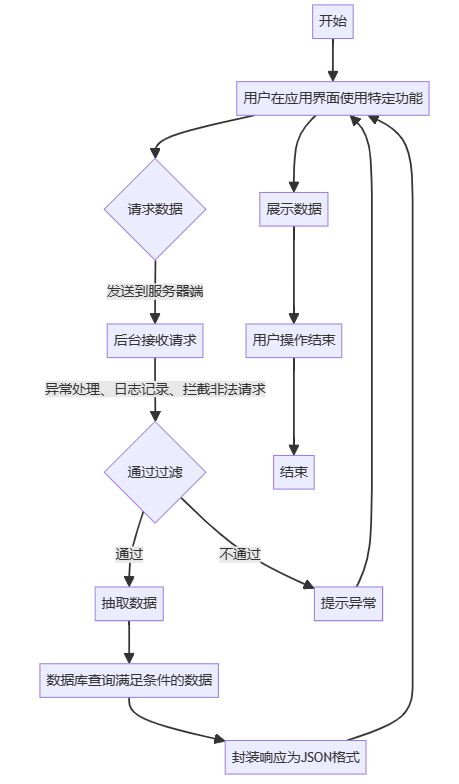 开始
用户在应用界面使用特定功能
请求数据
展示数据
发送到服务器端
后台接收请求
用户操作结束
异常处理、日志记录、拦截非法请求
通过过滤
结束
通过
不通过
抽取数据
提示异常
数据库查询满足条件的数据
封装响应为JSON格式